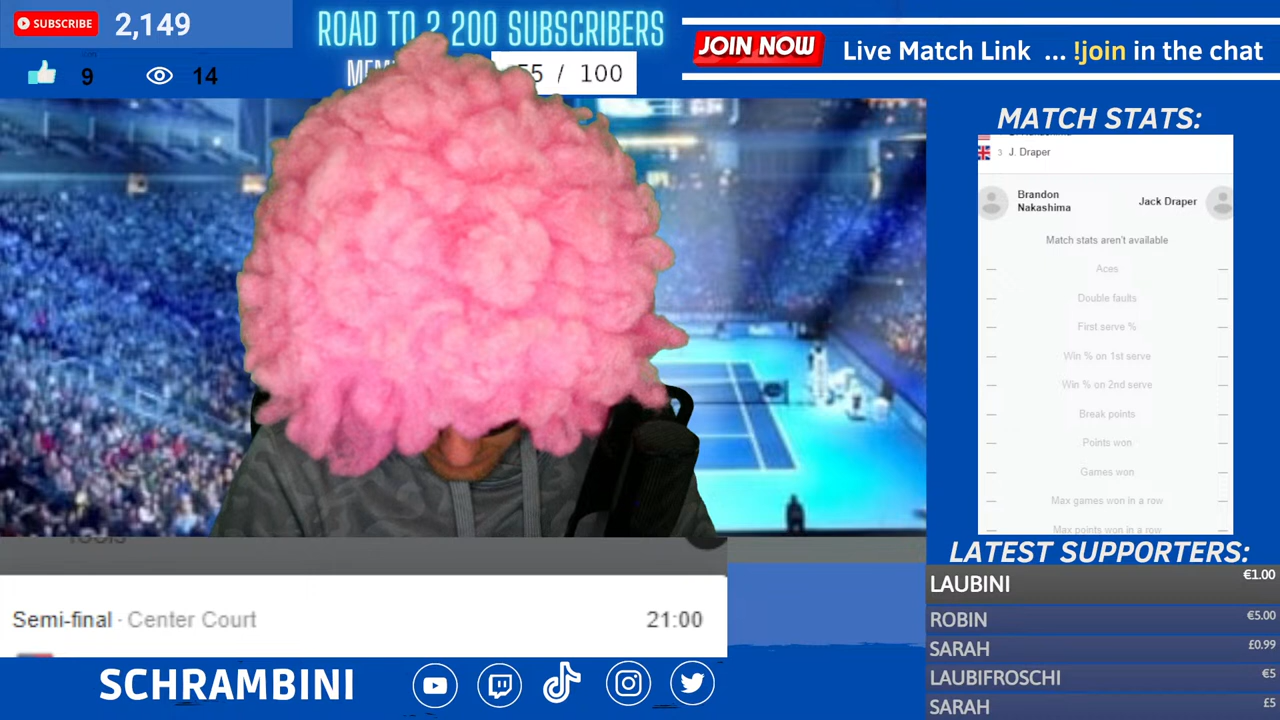 SUBSCRIBE 2,149
9 14
ROAD TO 2 200 SUBSCRIBERS
55 / 100
JOIN NOW Live Match Link ... !join in the chat
MATCH STATS:
3 J. Draper
Brandon
Nakashima
Jack Draper
Match stats aren't available
— Aces —
— Double faults —
— First serve % —
— Win % on 1st serve —
— Win % on 2nd serve —
— Break points —
— Points won —
— Games won —
— Max games won in a row —
— Max points won in a row —
LATEST SUPPORTERS:
LAUBINI €1.00
ROBIN €5.00
SARAH £0.99
LAUBIFROSCHI €5
SARAH £5
Semi-final · Center Court 21:00
SCHRAMBINI